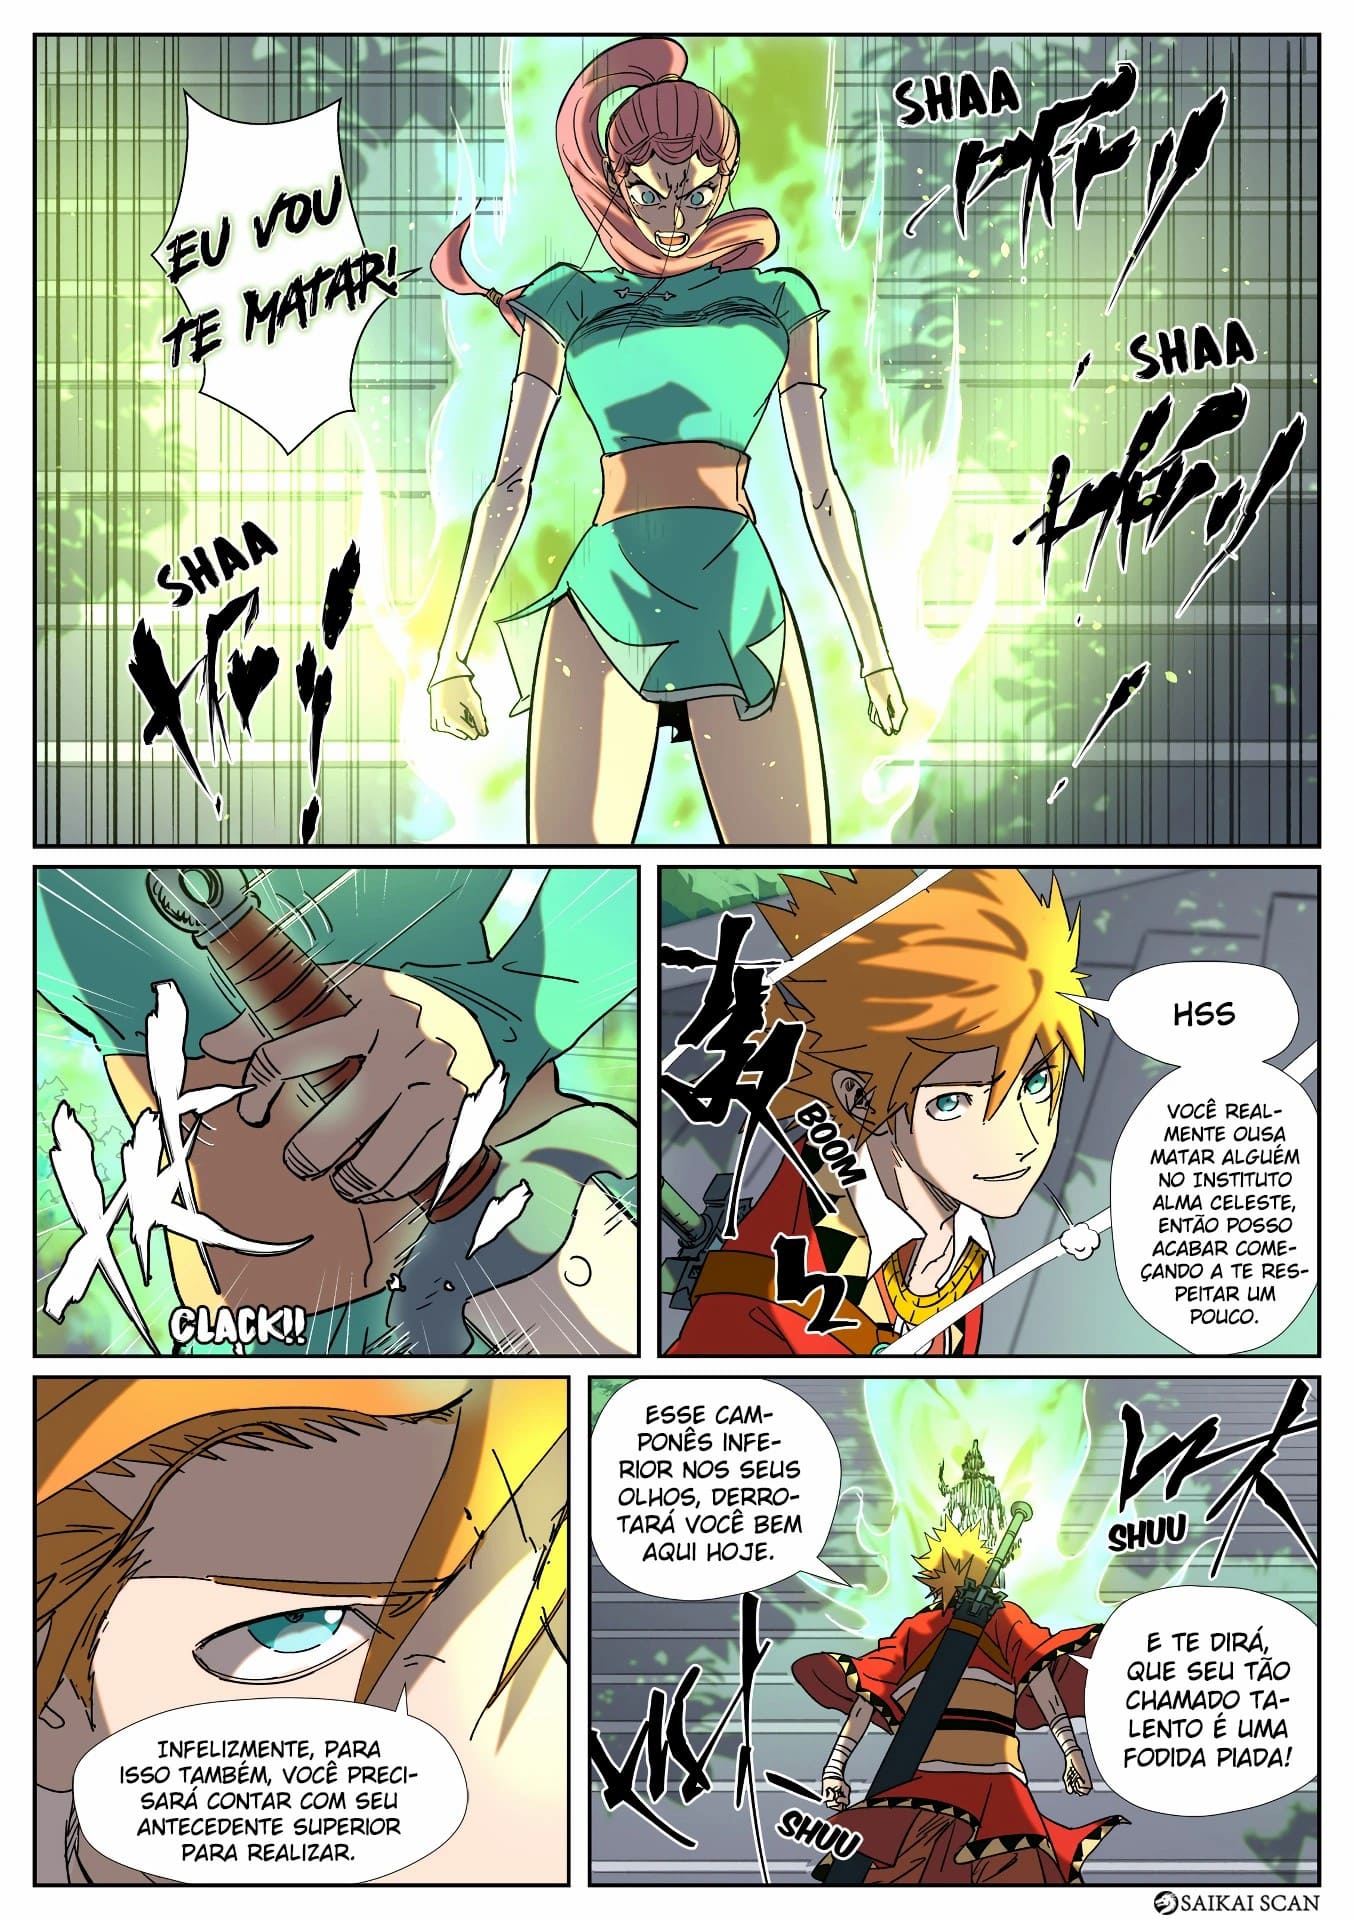 EU VOU
TE MATAR!
SHAA
SHAA
SHAA
CLACK!!
BOOM
HSS
VOCÊ REAL-
MENTE OUSA
MATAR ALGUÉM
NO INSTITUTO
ALMA CELESTE,
ENTÃO POSSO
ACABAR COME-
ÇANDO A TE RES-
PEITAR UM
POUCO.
INFELIZMENTE, PARA
ISSO TAMBÉM, VOCÊ PRECI-
SARÁ CONTAR COM SEU
ANTECEDENTE SUPERIOR
PARA REALIZAR.
ESSE CAM-
PONÊS INFE-
RIOR NOS SEUS
OLHOS, DERRO-
TARÁ VOCÊ BEM
AQUI HOJE.
SHUU
E TE DIRÁ,
QUE SEU TÃO
CHAMADO TA-
LENTO É UMA
FODIDA PIADA!
SHUU
SAIKAI SCAN